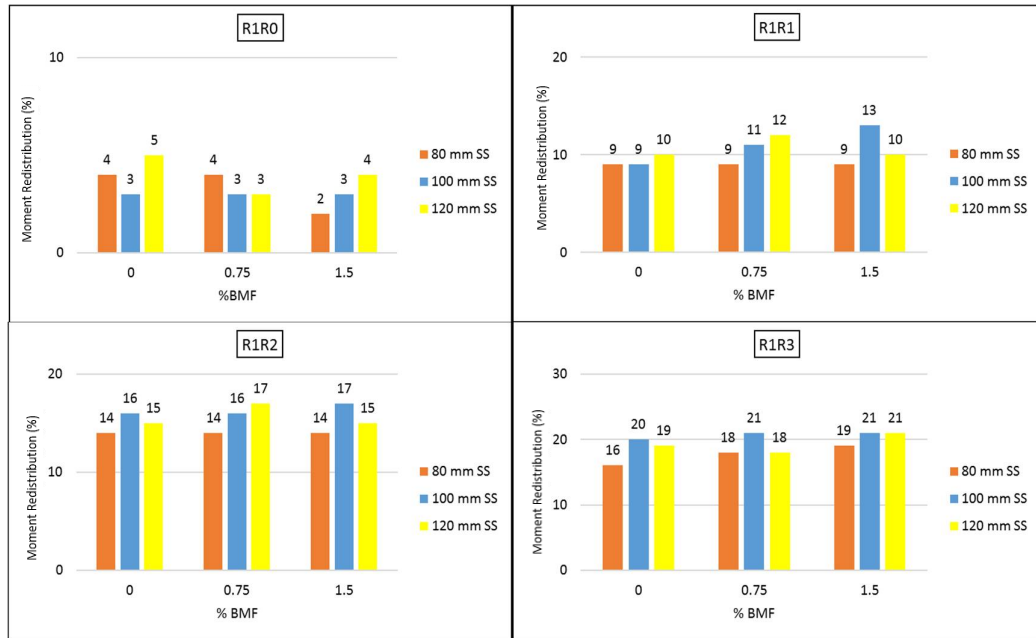 R1R0
Moment Redistribution (%)
10
0
4 3 5
4 3 3
2 3 4
0 0.75 1.5
%BMF
80 mm SS
100 mm SS
120 mm SS
R1R1
Moment Redistribution (%)
20
10
0
9 9 10
9 11 12
9 13 10
0 0.75 1.5
% BMF
80 mm SS
100 mm SS
120 mm SS
R1R2
Moment Redistribution (%)
20
10
0
14 16 15
14 16 17
14 17 15
0 0.75 1.5
% BMF
80 mm SS
100 mm SS
120 mm SS
R1R3
Moment Redistribution (%)
30
20
10
0
16 20 19
18 21 18
19 21 21
0 0.75 1.5
% BMF
80 mm SS
100 mm SS
120 mm SS